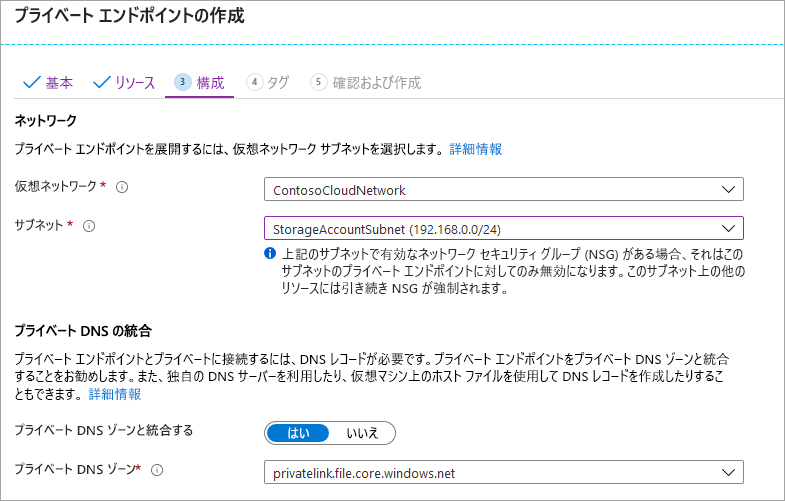 プライベート エンドポイントの作成
基本 リソース 3 構成 4 タグ 5 確認および作成
ネットワーク
プライベート エンドポイントを展開するには、仮想ネットワーク サブネットを選択します。 詳細情報
仮想ネットワーク * ContosoCloudNetwork
サブネット * StorageAccountSubnet (192.168.0.0/24)
上記のサブネットで有効なネットワーク セキュリティ グループ (NSG) がある場合、それはこの
サブネットのプライベート エンドポイントに対してのみ無効になります。このサブネット上の他の
リソースには引き続き NSG が強制されます。
プライベート DNS の統合
プライベート エンドポイントとプライベートに接続するには、DNS レコードが必要です。プライベート エンドポイントをプライベート DNS ゾーンと統合
することをお勧めします。また、独自の DNS サーバーを利用したり、仮想マシン上のホスト ファイルを使用して DNS レコードを作成したりするこ
ともできます。 詳細情報
プライベート DNS ゾーンと統合する はい いいえ
プライベート DNS ゾーン* privatelink.file.core.windows.net